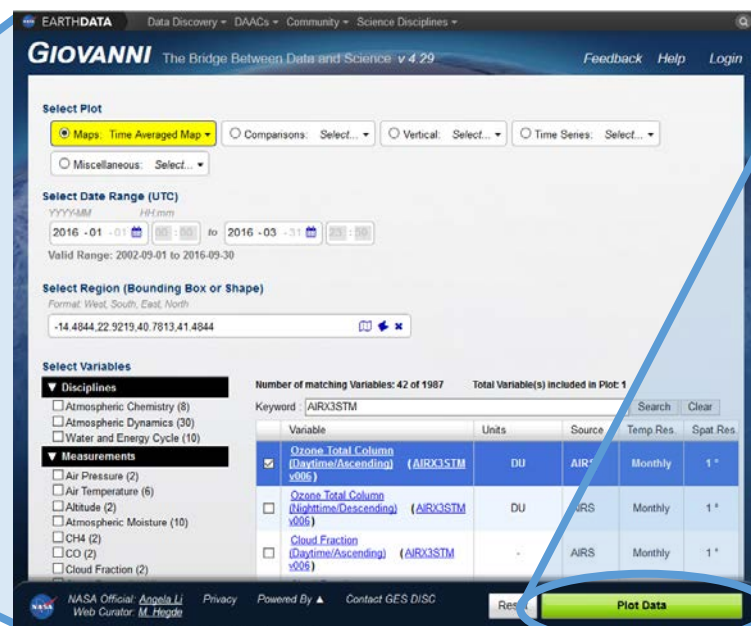 EARTHDATA Data Discovery DAACs Community Science Disciplines
GIOVANNI The Bridge Between Data and Science v 4.29 Feedback Help Login
Select Plot
Maps: Time Averaged Map Comparisons: Select... Vertical: Select... Time Series: Select...
Miscellaneous: Select...
Select Date Range (UTC)
YYYY-MM HH:mm
2016 -01 -01 00 : 00 to 2016 -03 -31 23 : 59
Valid Range: 2002-09-01 to 2016-09-30
Select Region (Bounding Box or Shape)
Format: West, South, East, North
-14.4844,22.9219,40.7813,41.4844
Select Variables
▼ Disciplines
Atmospheric Chemistry (8)
Atmospheric Dynamics (30)
Water and Energy Cycle (10)
▼ Measurements
Air Pressure (2)
Air Temperature (6)
Altitude (2)
Atmospheric Moisture (10)
CH4 (2)
CO (2)
Cloud Fraction (2)
Number of matching Variables: 42 of 1987 Total Variable(s) included in Plot: 1
Keyword : AIRX3STM Search Clear
Variable Units Source Temp.Res. Spat.Res.
Ozone Total Column
(Daytime/Ascending) (AIRX3STM DU AIRS Monthly 1 °
v006)
Ozone Total Column
(Nighttime/Descending) (AIRX3STM DU AIRS Monthly 1 °
v006)
Cloud Fraction
(Daytime/Ascending) (AIRX3STM - AIRS Monthly 1 °
v006)
NASA Official: Angela Li Privacy Powered By ▲ Contact GES DISC
Web Curator: M. Hegde
Reset Plot Data